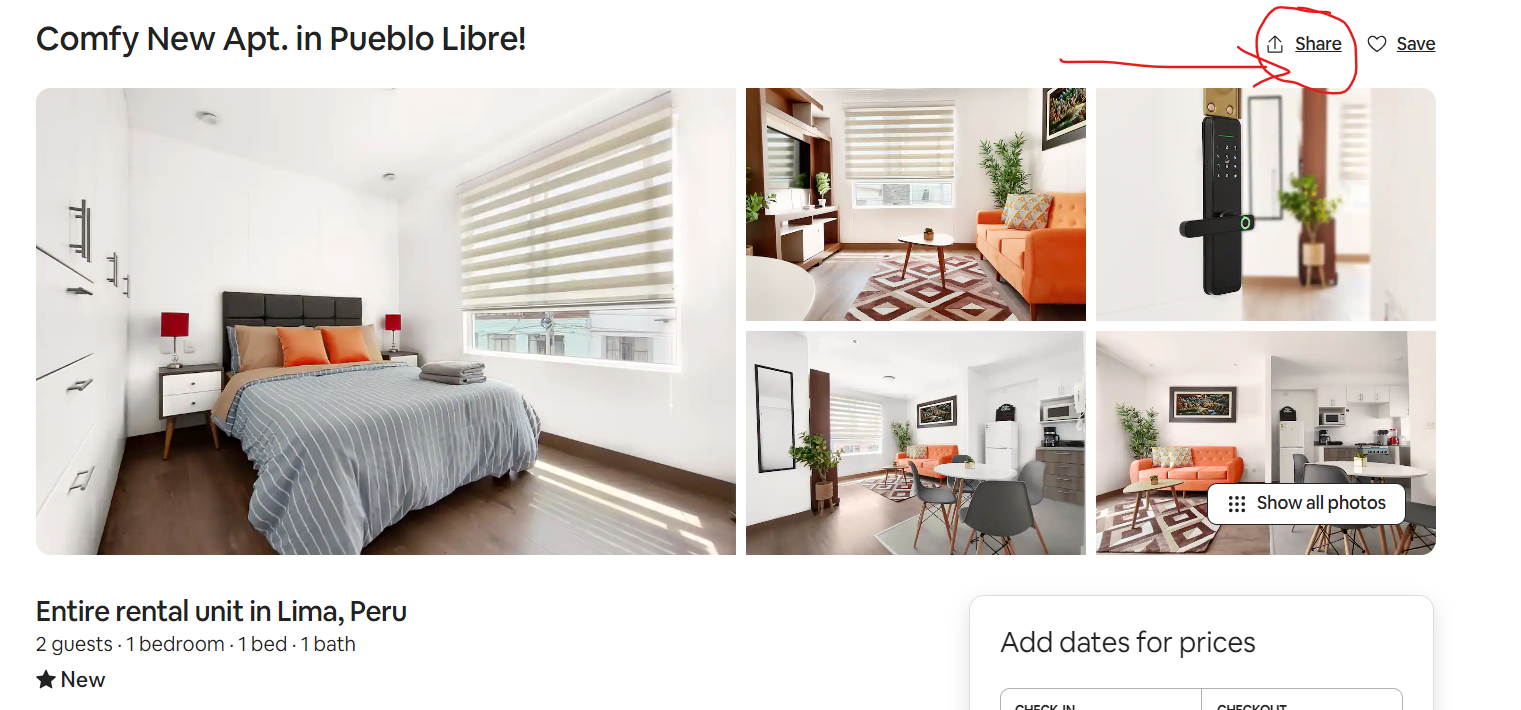 Comfy New Apt. in Pueblo Libre!
Share Save
Show all photos
Entire rental unit in Lima, Peru
2 guests · 1 bedroom · 1 bed · 1 bath
New
Add dates for prices
CHECK-IN CHECKOUT